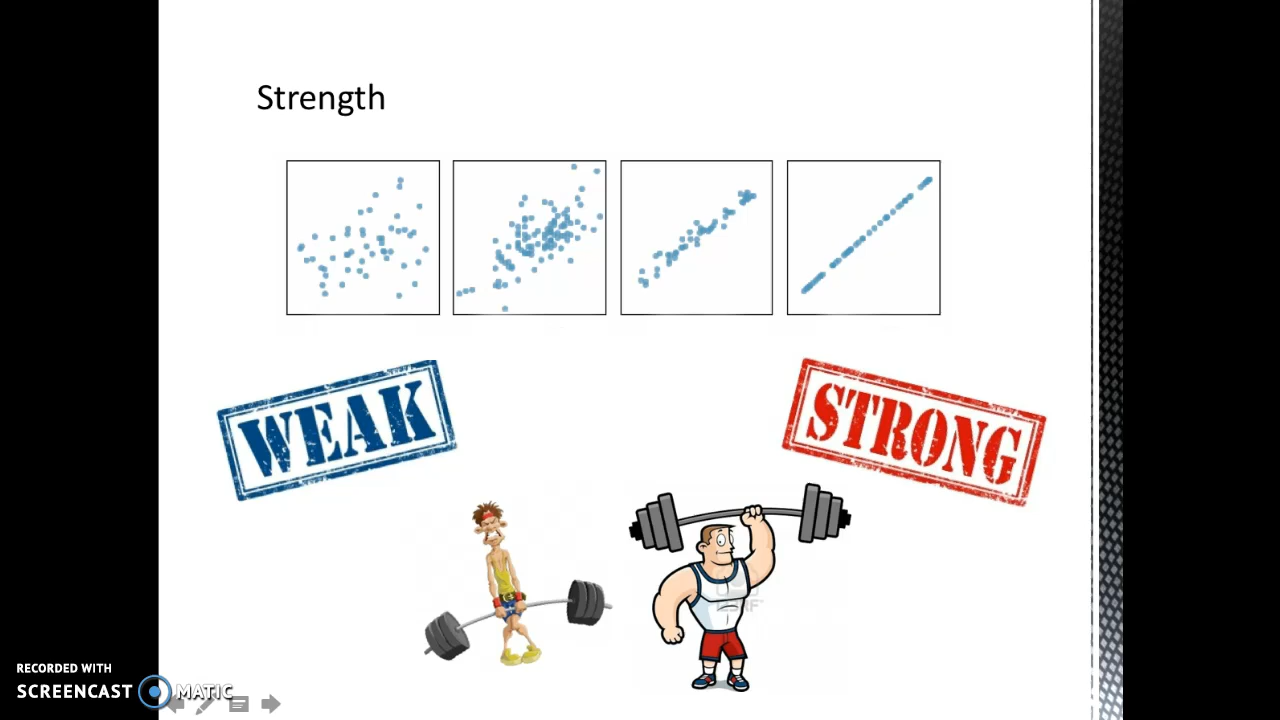 Strength
WEAK
STRONG
RECORDED WITH
SCREENCAST MATIC